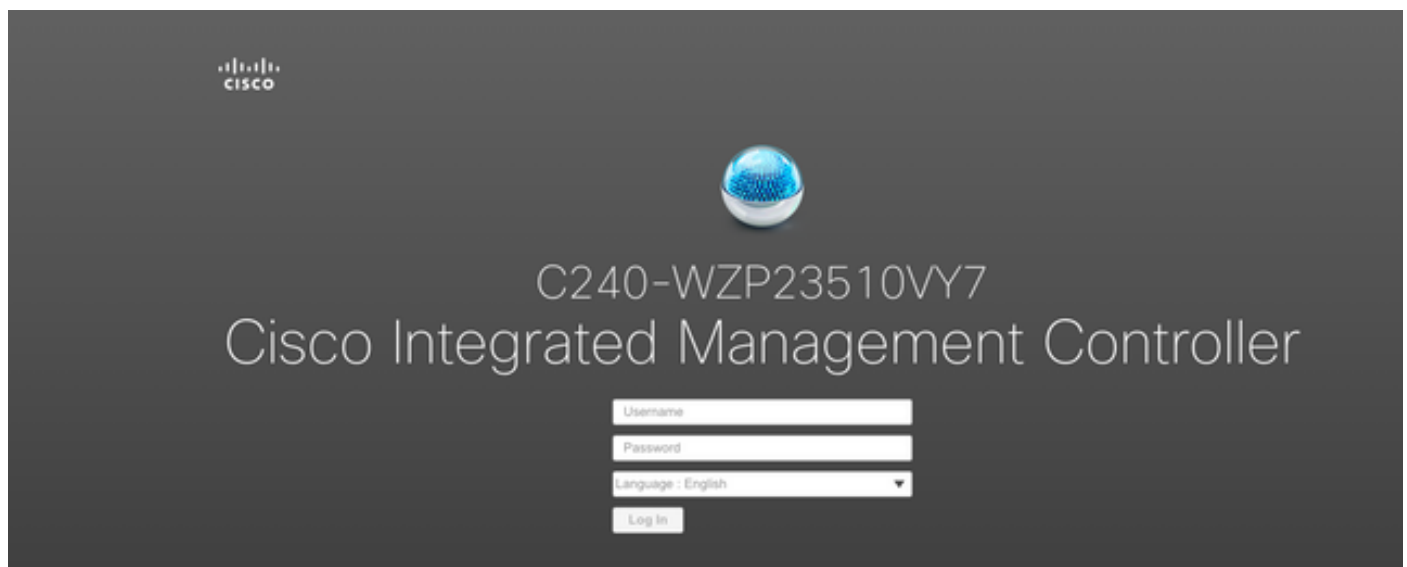 CISCO
C240-WZP23510VY7
Cisco Integrated Management Controller
Username
Password
Language : English
Log In